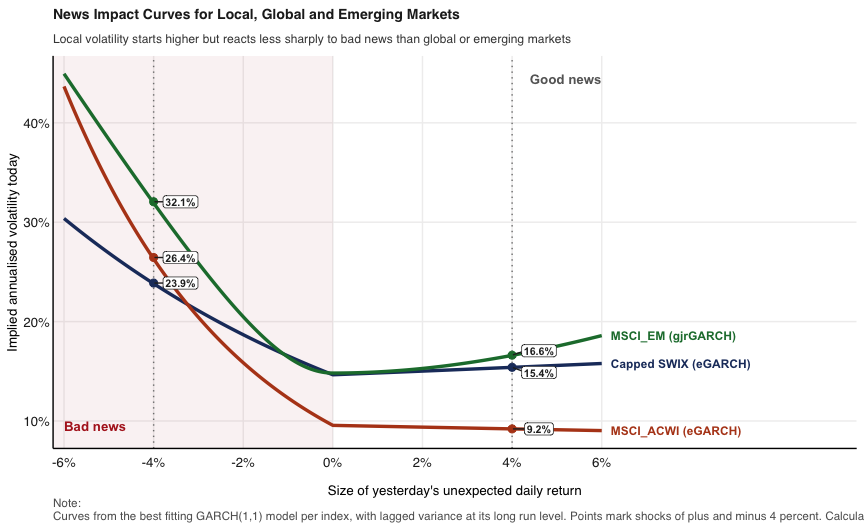 News Impact Curves for Local, Global and Emerging Markets
Local volatility starts higher but reacts less sharply to bad news than global or emerging markets
Good news
40%
32.1%
30%
26.4%
23.9%
20%
16.6%
MSCI_EM (gjrGARCH)
15.4%
Capped SWIX (eGARCH)
10%
Bad news
9.2%
MSCI_ACWI (eGARCH)
Implied annualised volatility today
-6% -4% -2% 0% 2% 4% 6%
Size of yesterday's unexpected daily return
Note:
Curves from the best fitting GARCH(1,1) model per index, with lagged variance at its long run level. Points mark shocks of plus and minus 4 percent. Calcula